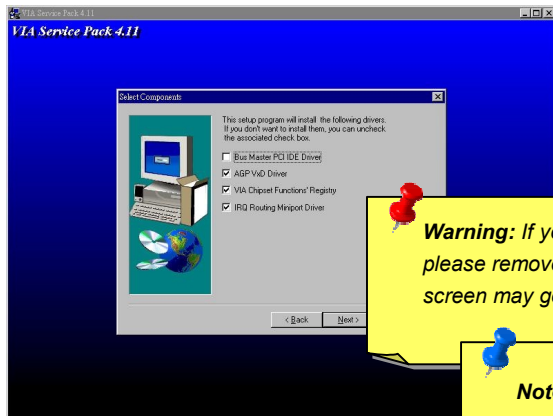 VIA Service Pack 4.11
VIA Service Pack 4.11
Select Components
This setup program will install the following drivers.
If you don't want to install them, you can uncheck
the associated check box.
Bus Master PCI IDE Driver
AGP VxD Driver
VIA Chipset Functions' Registry
IRQ Routing Miniport Driver
< Back Next >
Warning: If yo
please remove
screen may g
Not